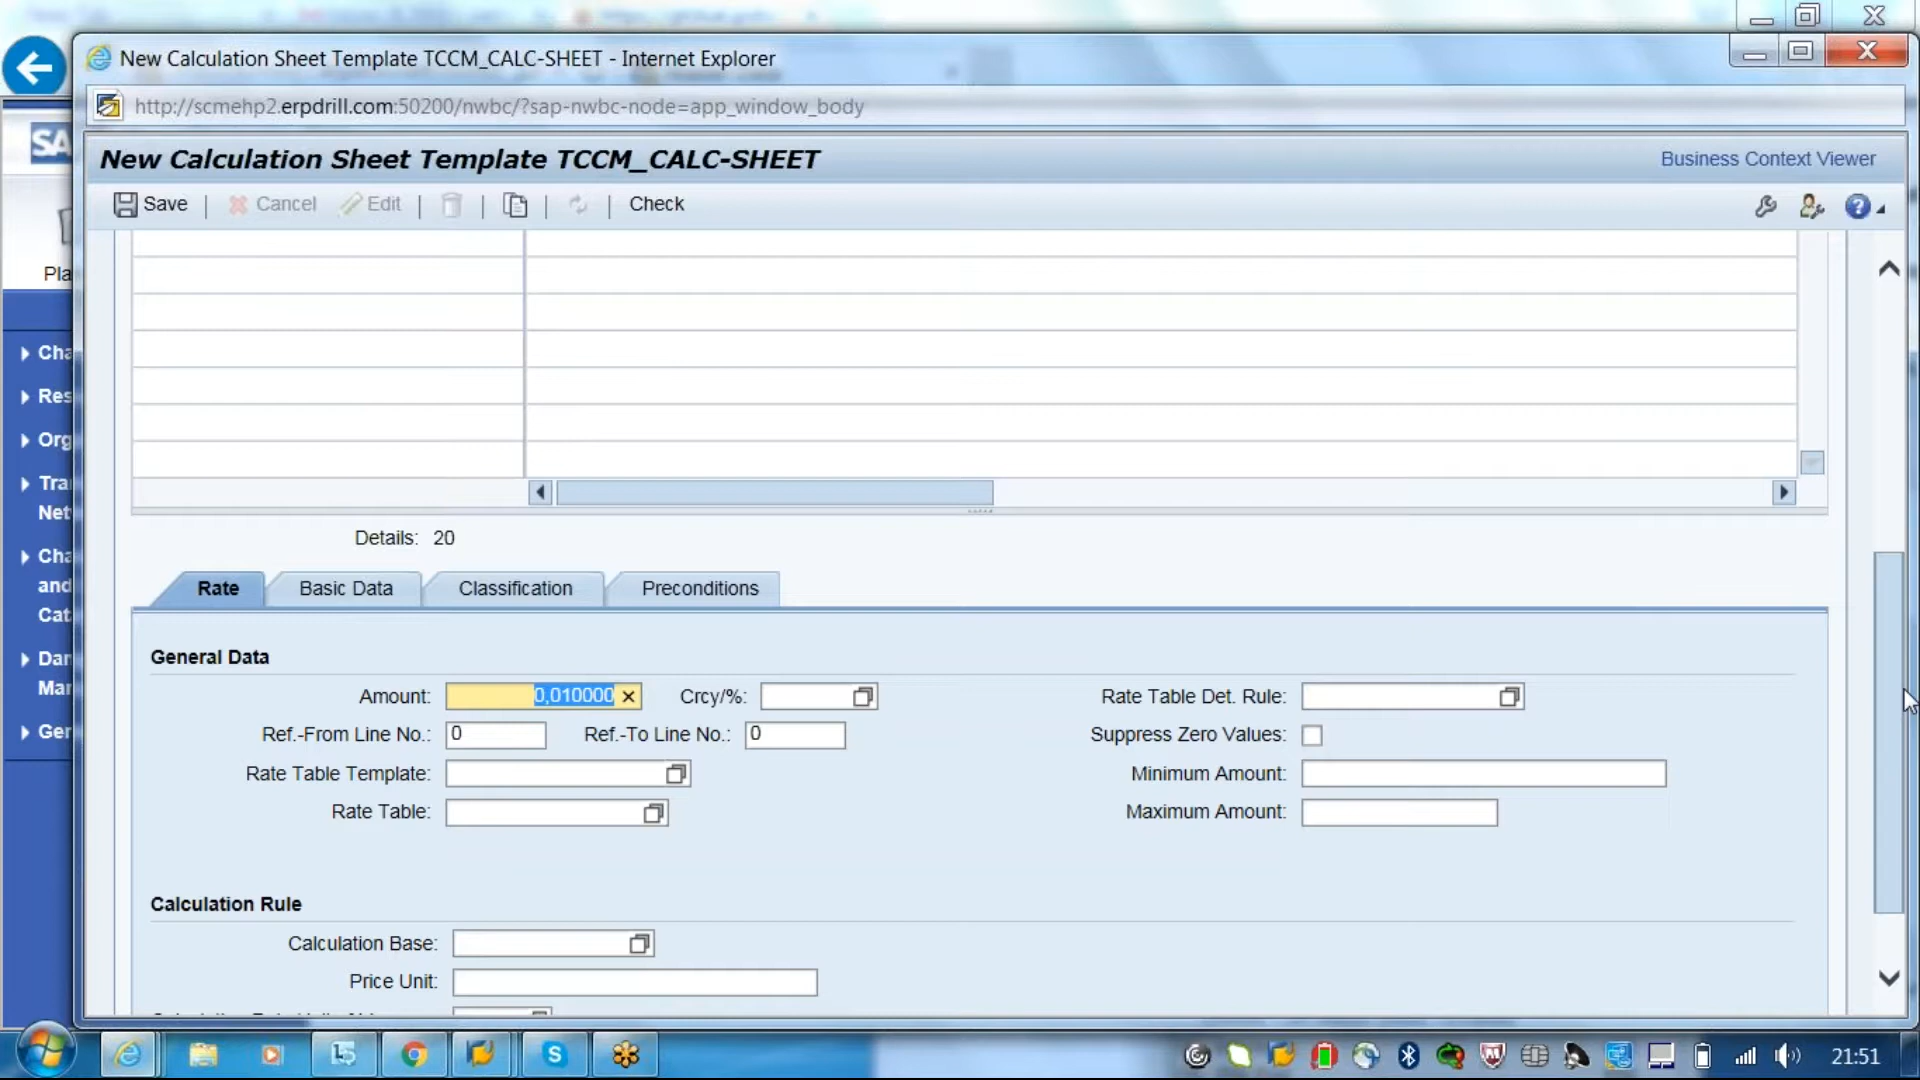 New Calculation Sheet Template TCCM_CALC-SHEET - Internet Explorer
http://scmehp2.erpdrill.com:50200/nwbc/?sap-nwbc-node=app_window_body
SA
New Calculation Sheet Template TCCM_CALC-SHEET
Business Context Viewer
Save | Cancel Edit | | | | Check
Pla
Cha
Res
Org
Tra
Net
Cha
and
Cat
Dan
Mar
Ger
Details: 20
Rate Basic Data Classification Preconditions
General Data
Amount: 0,010000 Crcy/%: Rate Table Det. Rule:
Ref.-From Line No.: 0 Ref.-To Line No.: 0 Suppress Zero Values:
Rate Table Template: Minimum Amount:
Rate Table: Maximum Amount:
Calculation Rule
Calculation Base:
Price Unit:
21:51